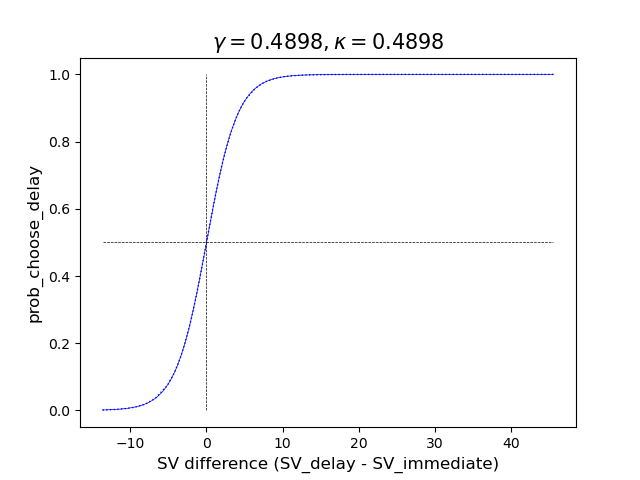 γ = 0.4898, κ = 0.4898
prob_choose_delay
1.0
0.8
0.6
0.4
0.2
0.0
−10 0 10 20 30 40
SV difference (SV_delay - SV_immediate)